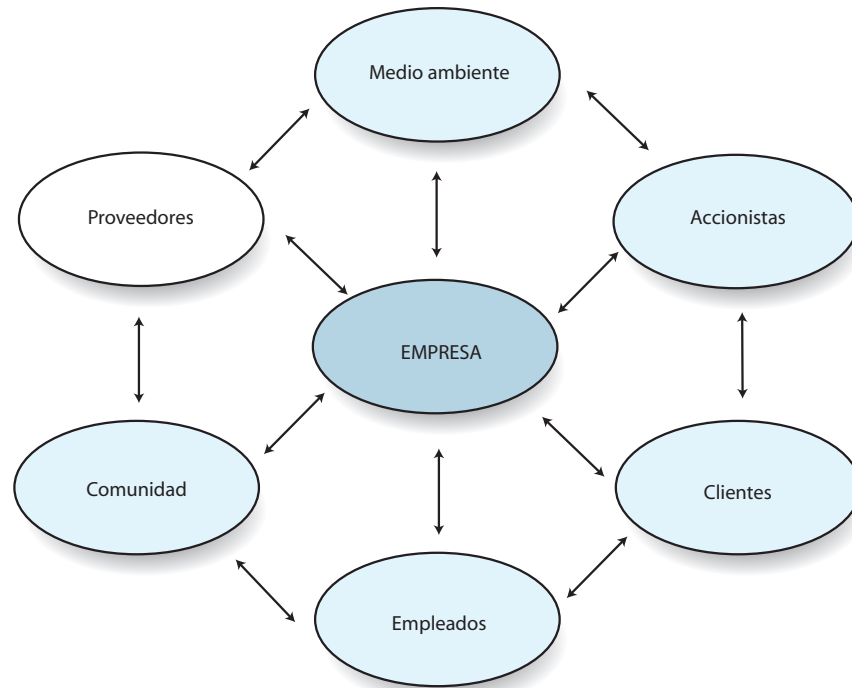 Medio ambiente
Proveedores
Accionistas
EMPRESA
Comunidad
Clientes
Empleados